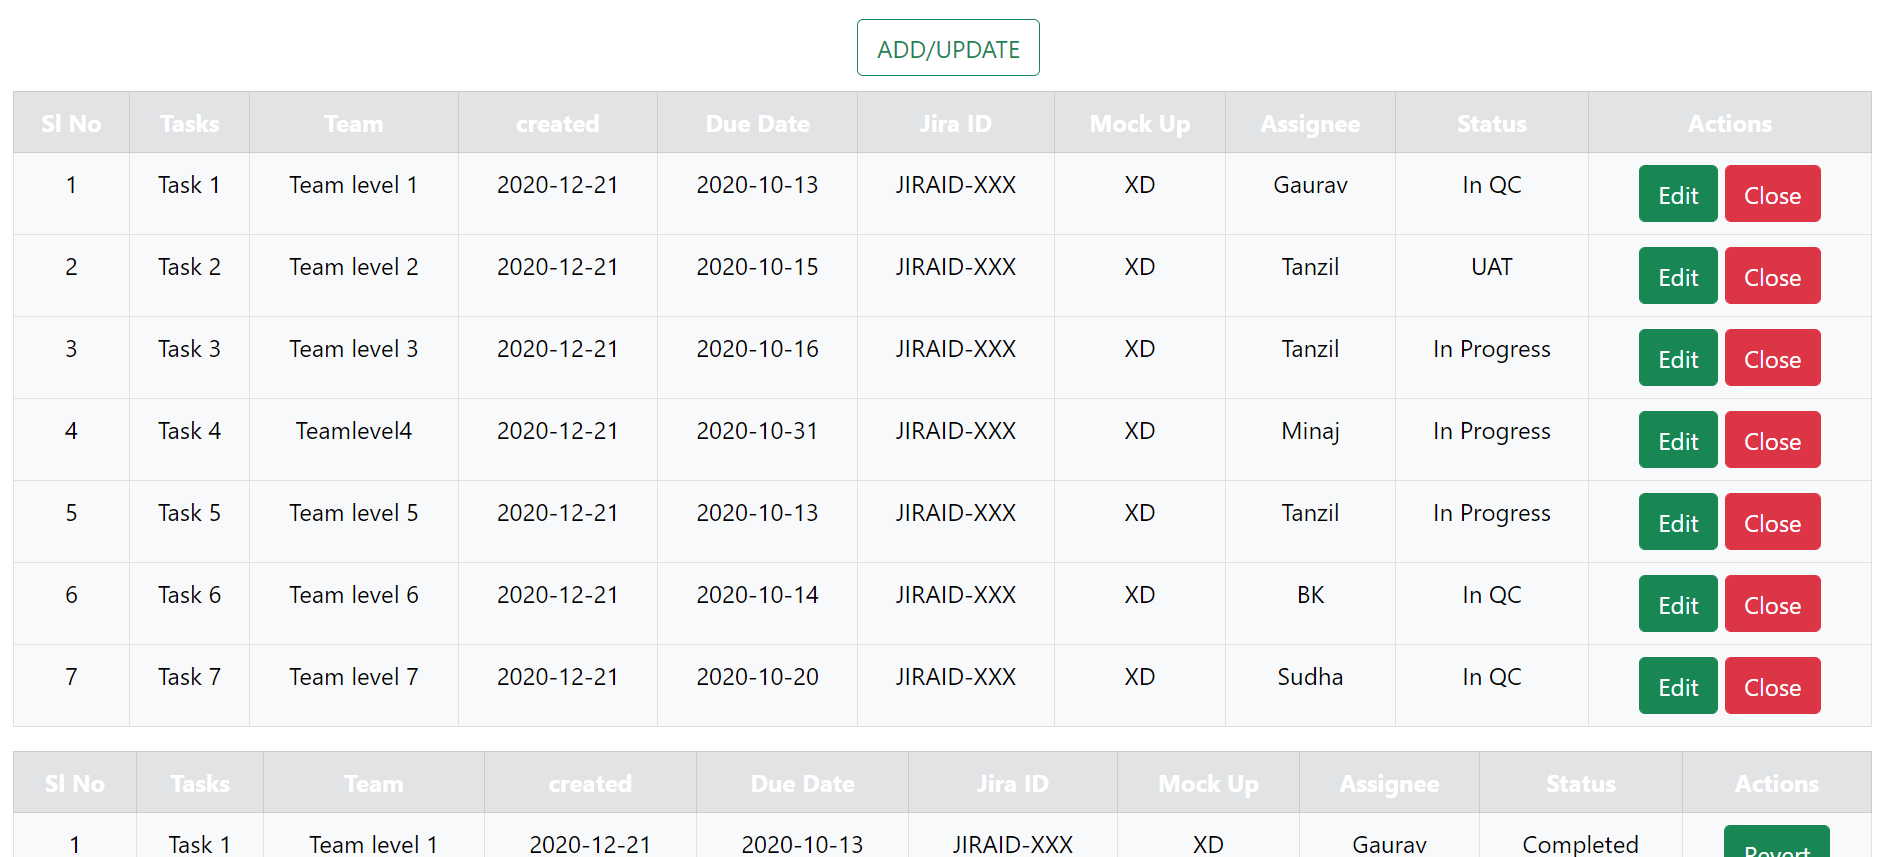 ADD/UPDATE
Sl No Tasks Team created Due Date Jira ID Mock Up Assignee Status Actions
1 Task 1 Team level 1 2020-12-21 2020-10-13 JIRAID-XXX XD Gaurav In QC Edit Close
2 Task 2 Team level 2 2020-12-21 2020-10-15 JIRAID-XXX XD Tanzil UAT Edit Close
3 Task 3 Team level 3 2020-12-21 2020-10-16 JIRAID-XXX XD Tanzil In Progress Edit Close
4 Task 4 Teamlevel4 2020-12-21 2020-10-31 JIRAID-XXX XD Minaj In Progress Edit Close
5 Task 5 Team level 5 2020-12-21 2020-10-13 JIRAID-XXX XD Tanzil In Progress Edit Close
6 Task 6 Team level 6 2020-12-21 2020-10-14 JIRAID-XXX XD BK In QC Edit Close
7 Task 7 Team level 7 2020-12-21 2020-10-20 JIRAID-XXX XD Sudha In QC Edit Close
Sl No Tasks Team created Due Date Jira ID Mock Up Assignee Status Actions
1 Task 1 Team level 1 2020-12-21 2020-10-13 JIRAID-XXX XD Gaurav Completed Revert